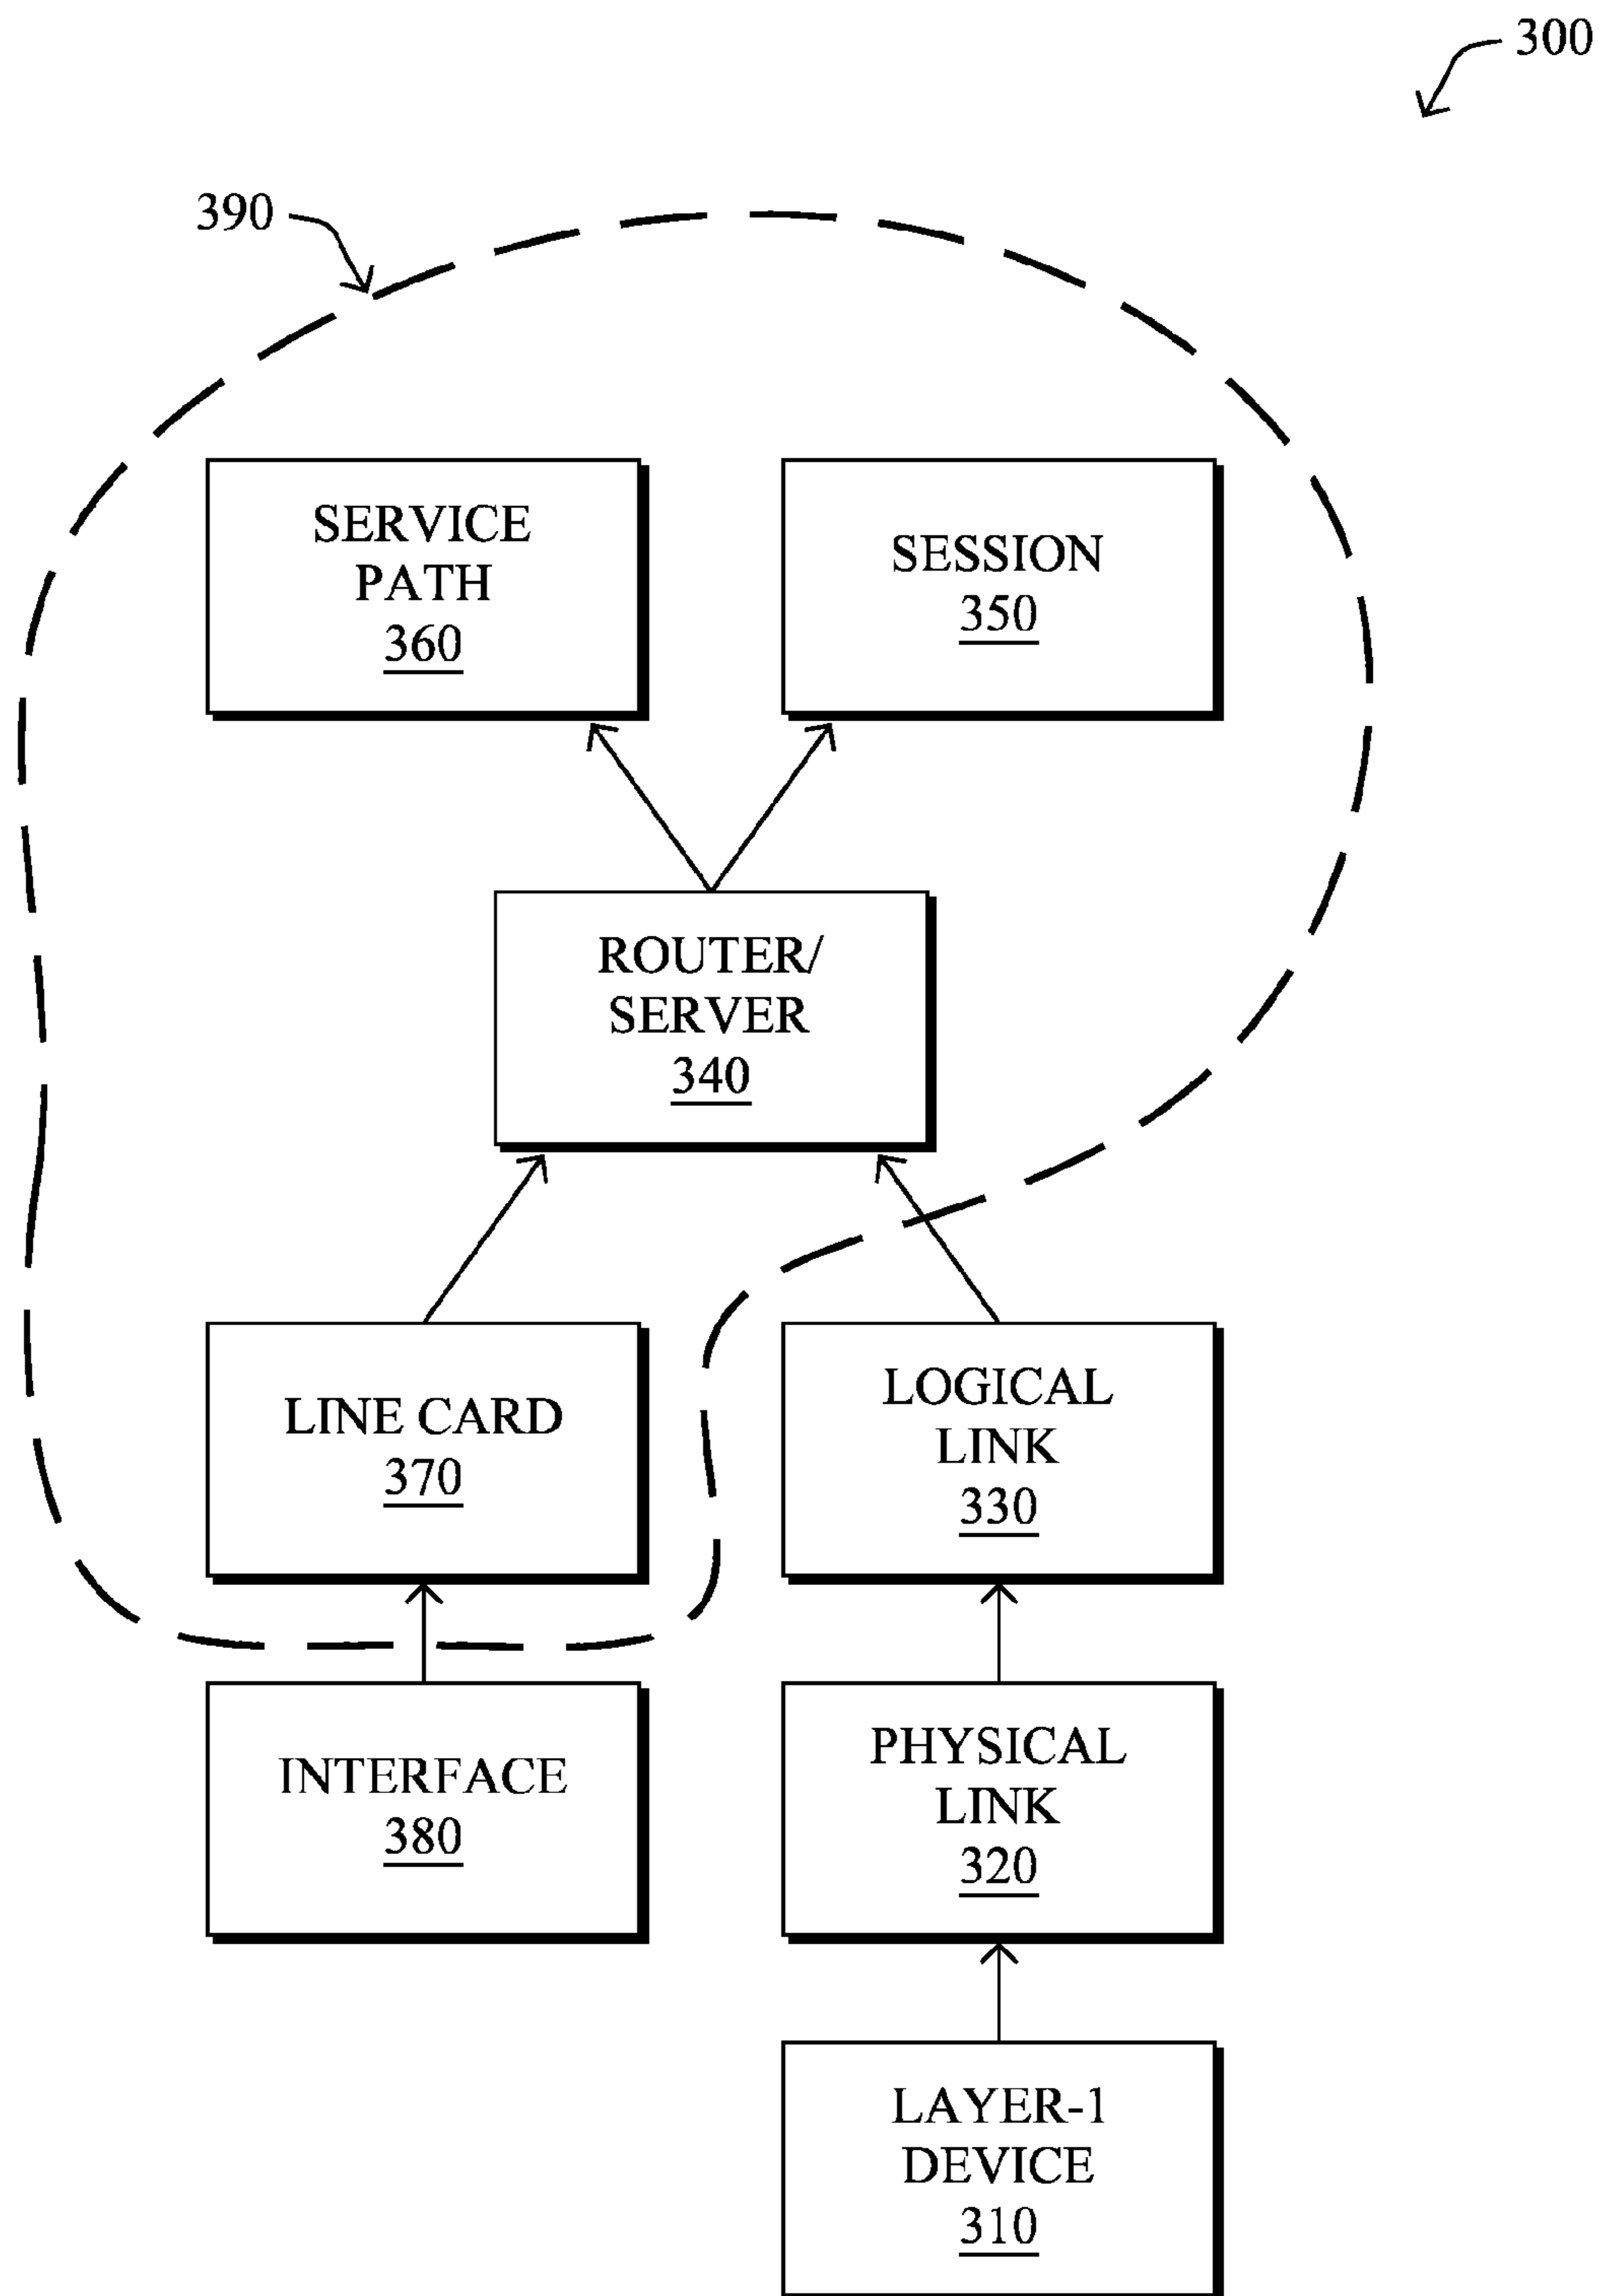 300
390
SERVICE
PATH
360
SESSION
350
ROUTER/
SERVER
340
LINE CARD
370
LOGICAL
LINK
330
INTERFACE
380
PHYSICAL
LINK
320
LAYER-1
DEVICE
310